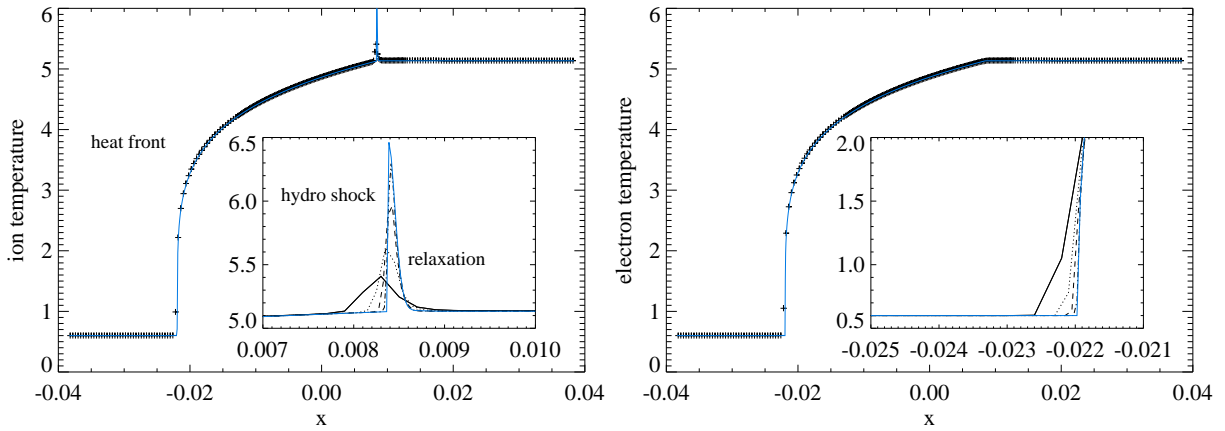 6
5
4
3
2
1
0
ion temperature
heat front
6.5
6.0
5.5
5.0
hydro shock
relaxation
0.007 0.008 0.009 0.010
-0.04 -0.02 0.00 0.02 0.04
x
6
5
4
3
2
1
0
electron temperature
2.0
1.5
1.0
0.5
-0.025 -0.024 -0.023 -0.022 -0.021
-0.04 -0.02 0.00 0.02 0.04
x